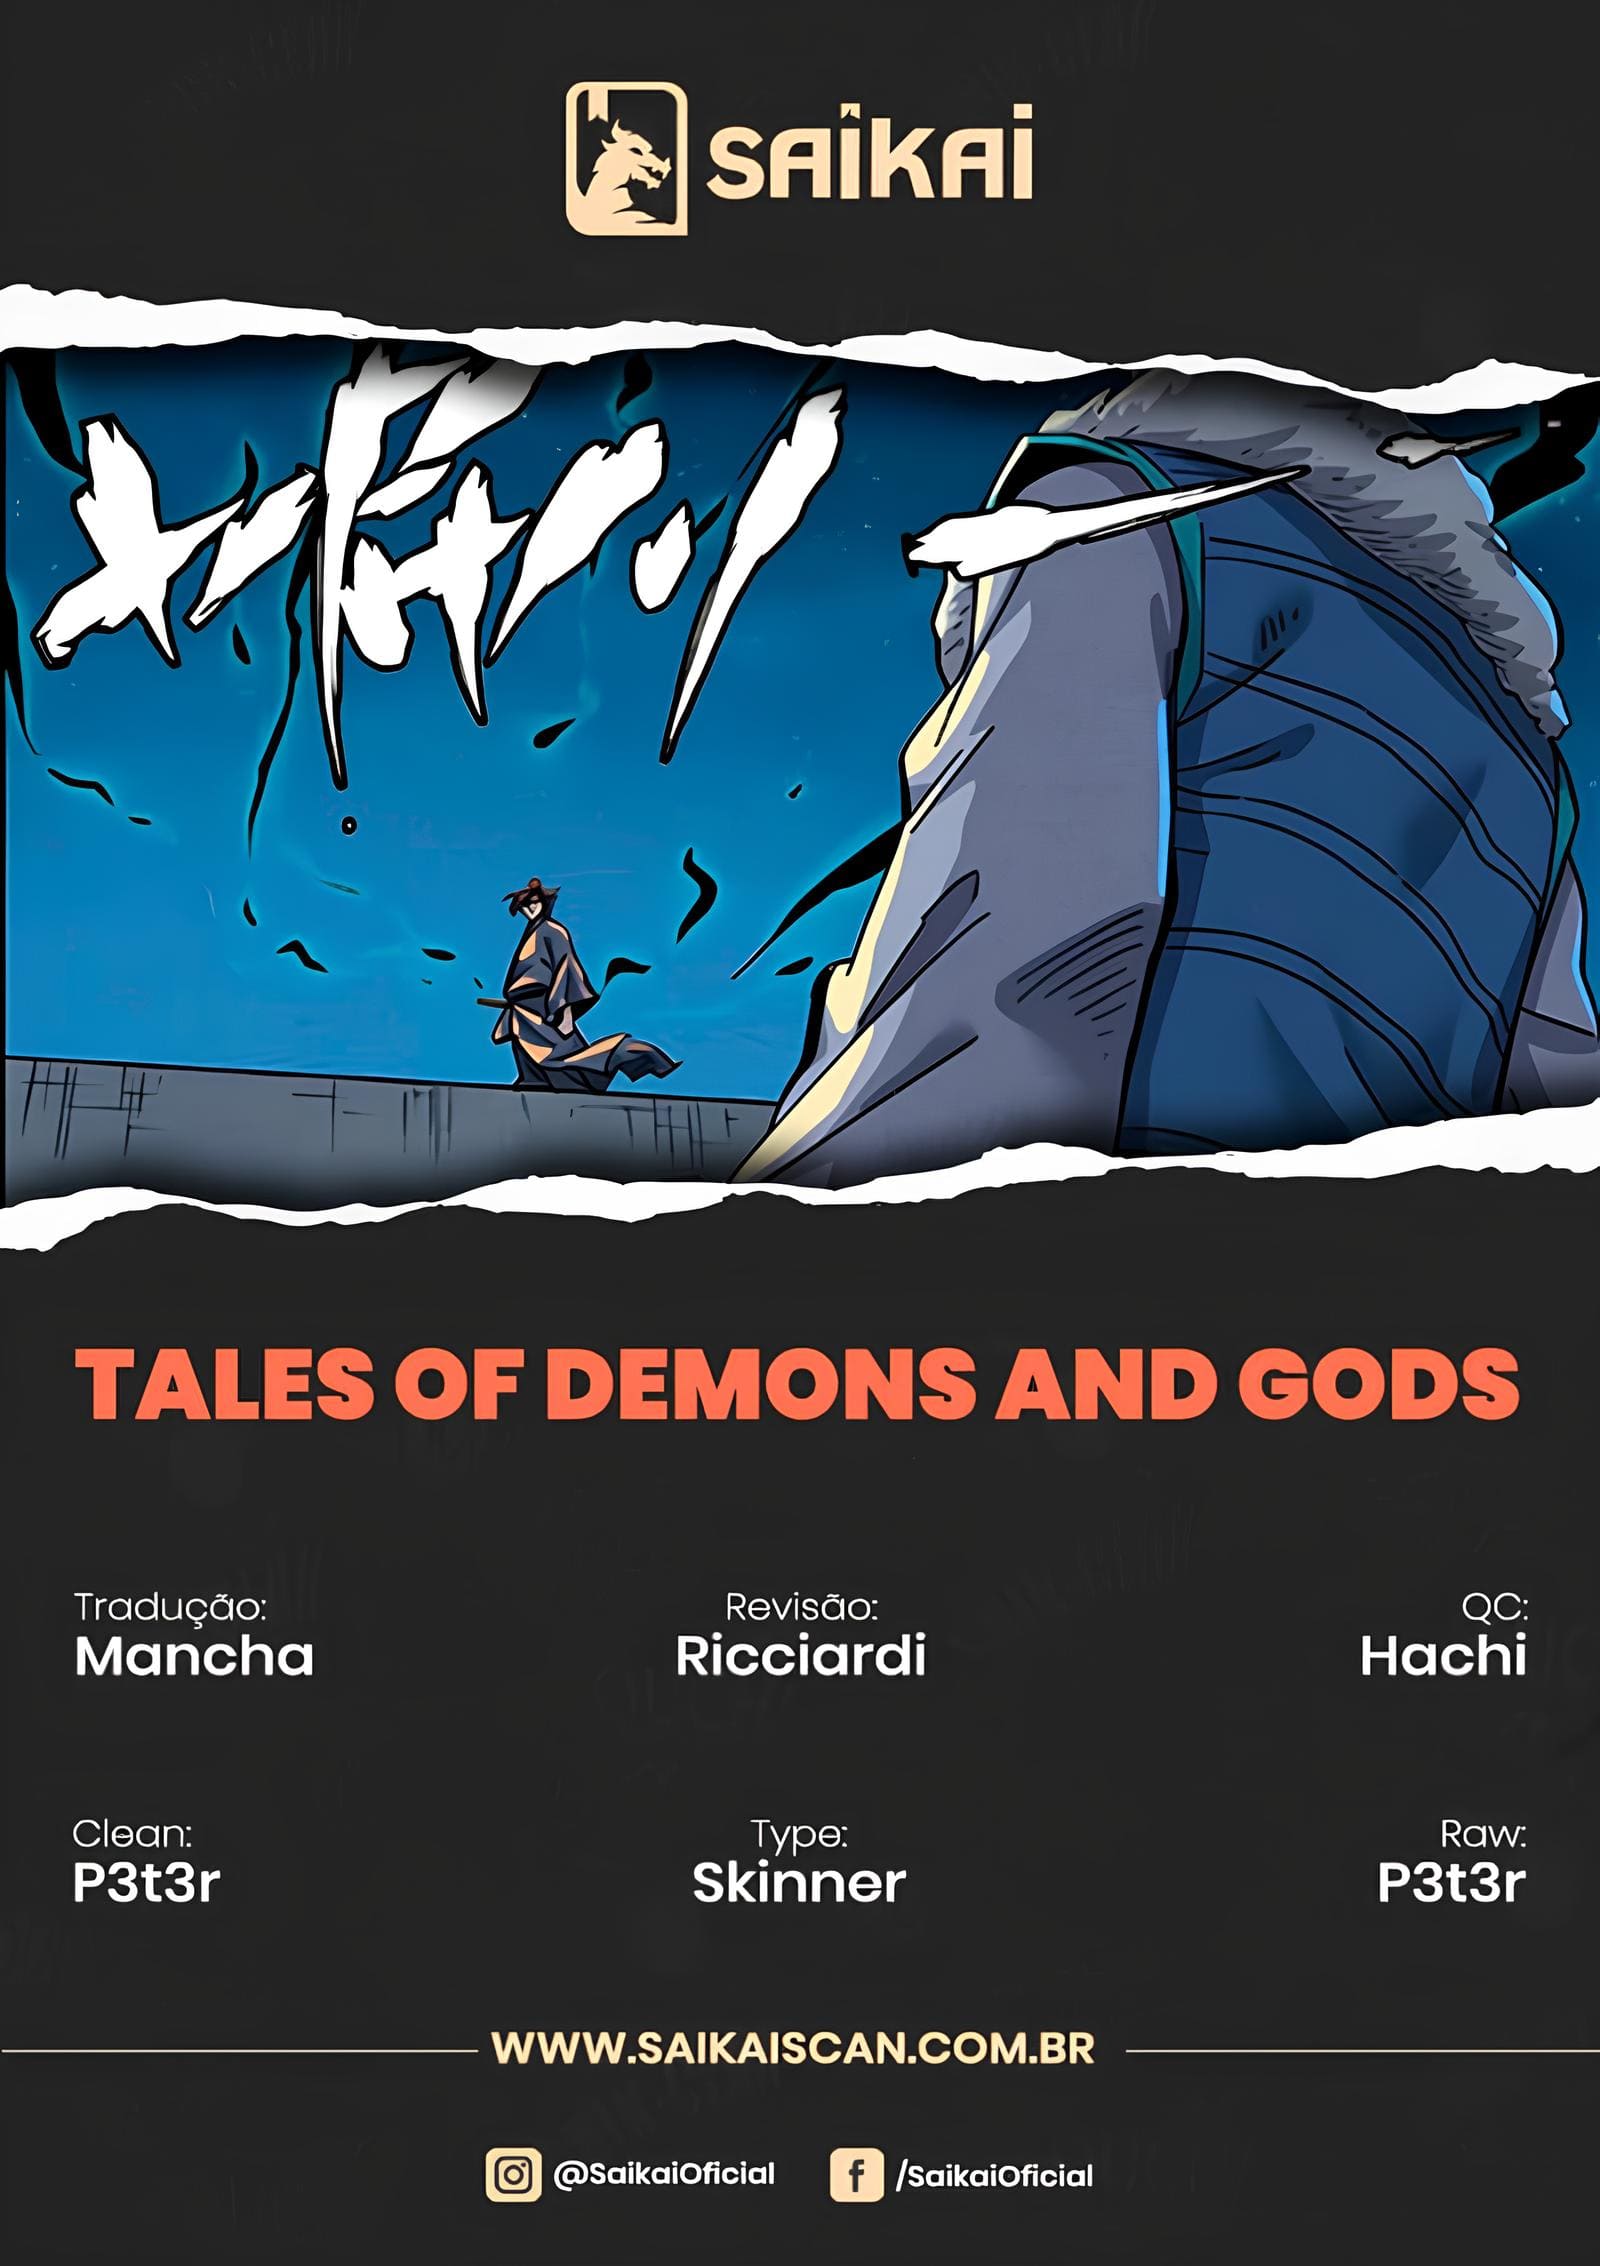 SAIKAI
TALES OF DEMONS AND GODS
Tradução:
Mancha
Revisão:
Ricciardi
QC:
Hachi
Clean:
P3t3r
Type:
Skinner
Raw:
P3t3r
WWW.SAIKAISCAN.COM.BR
@SaikaiOficial
/SaikaiOficial